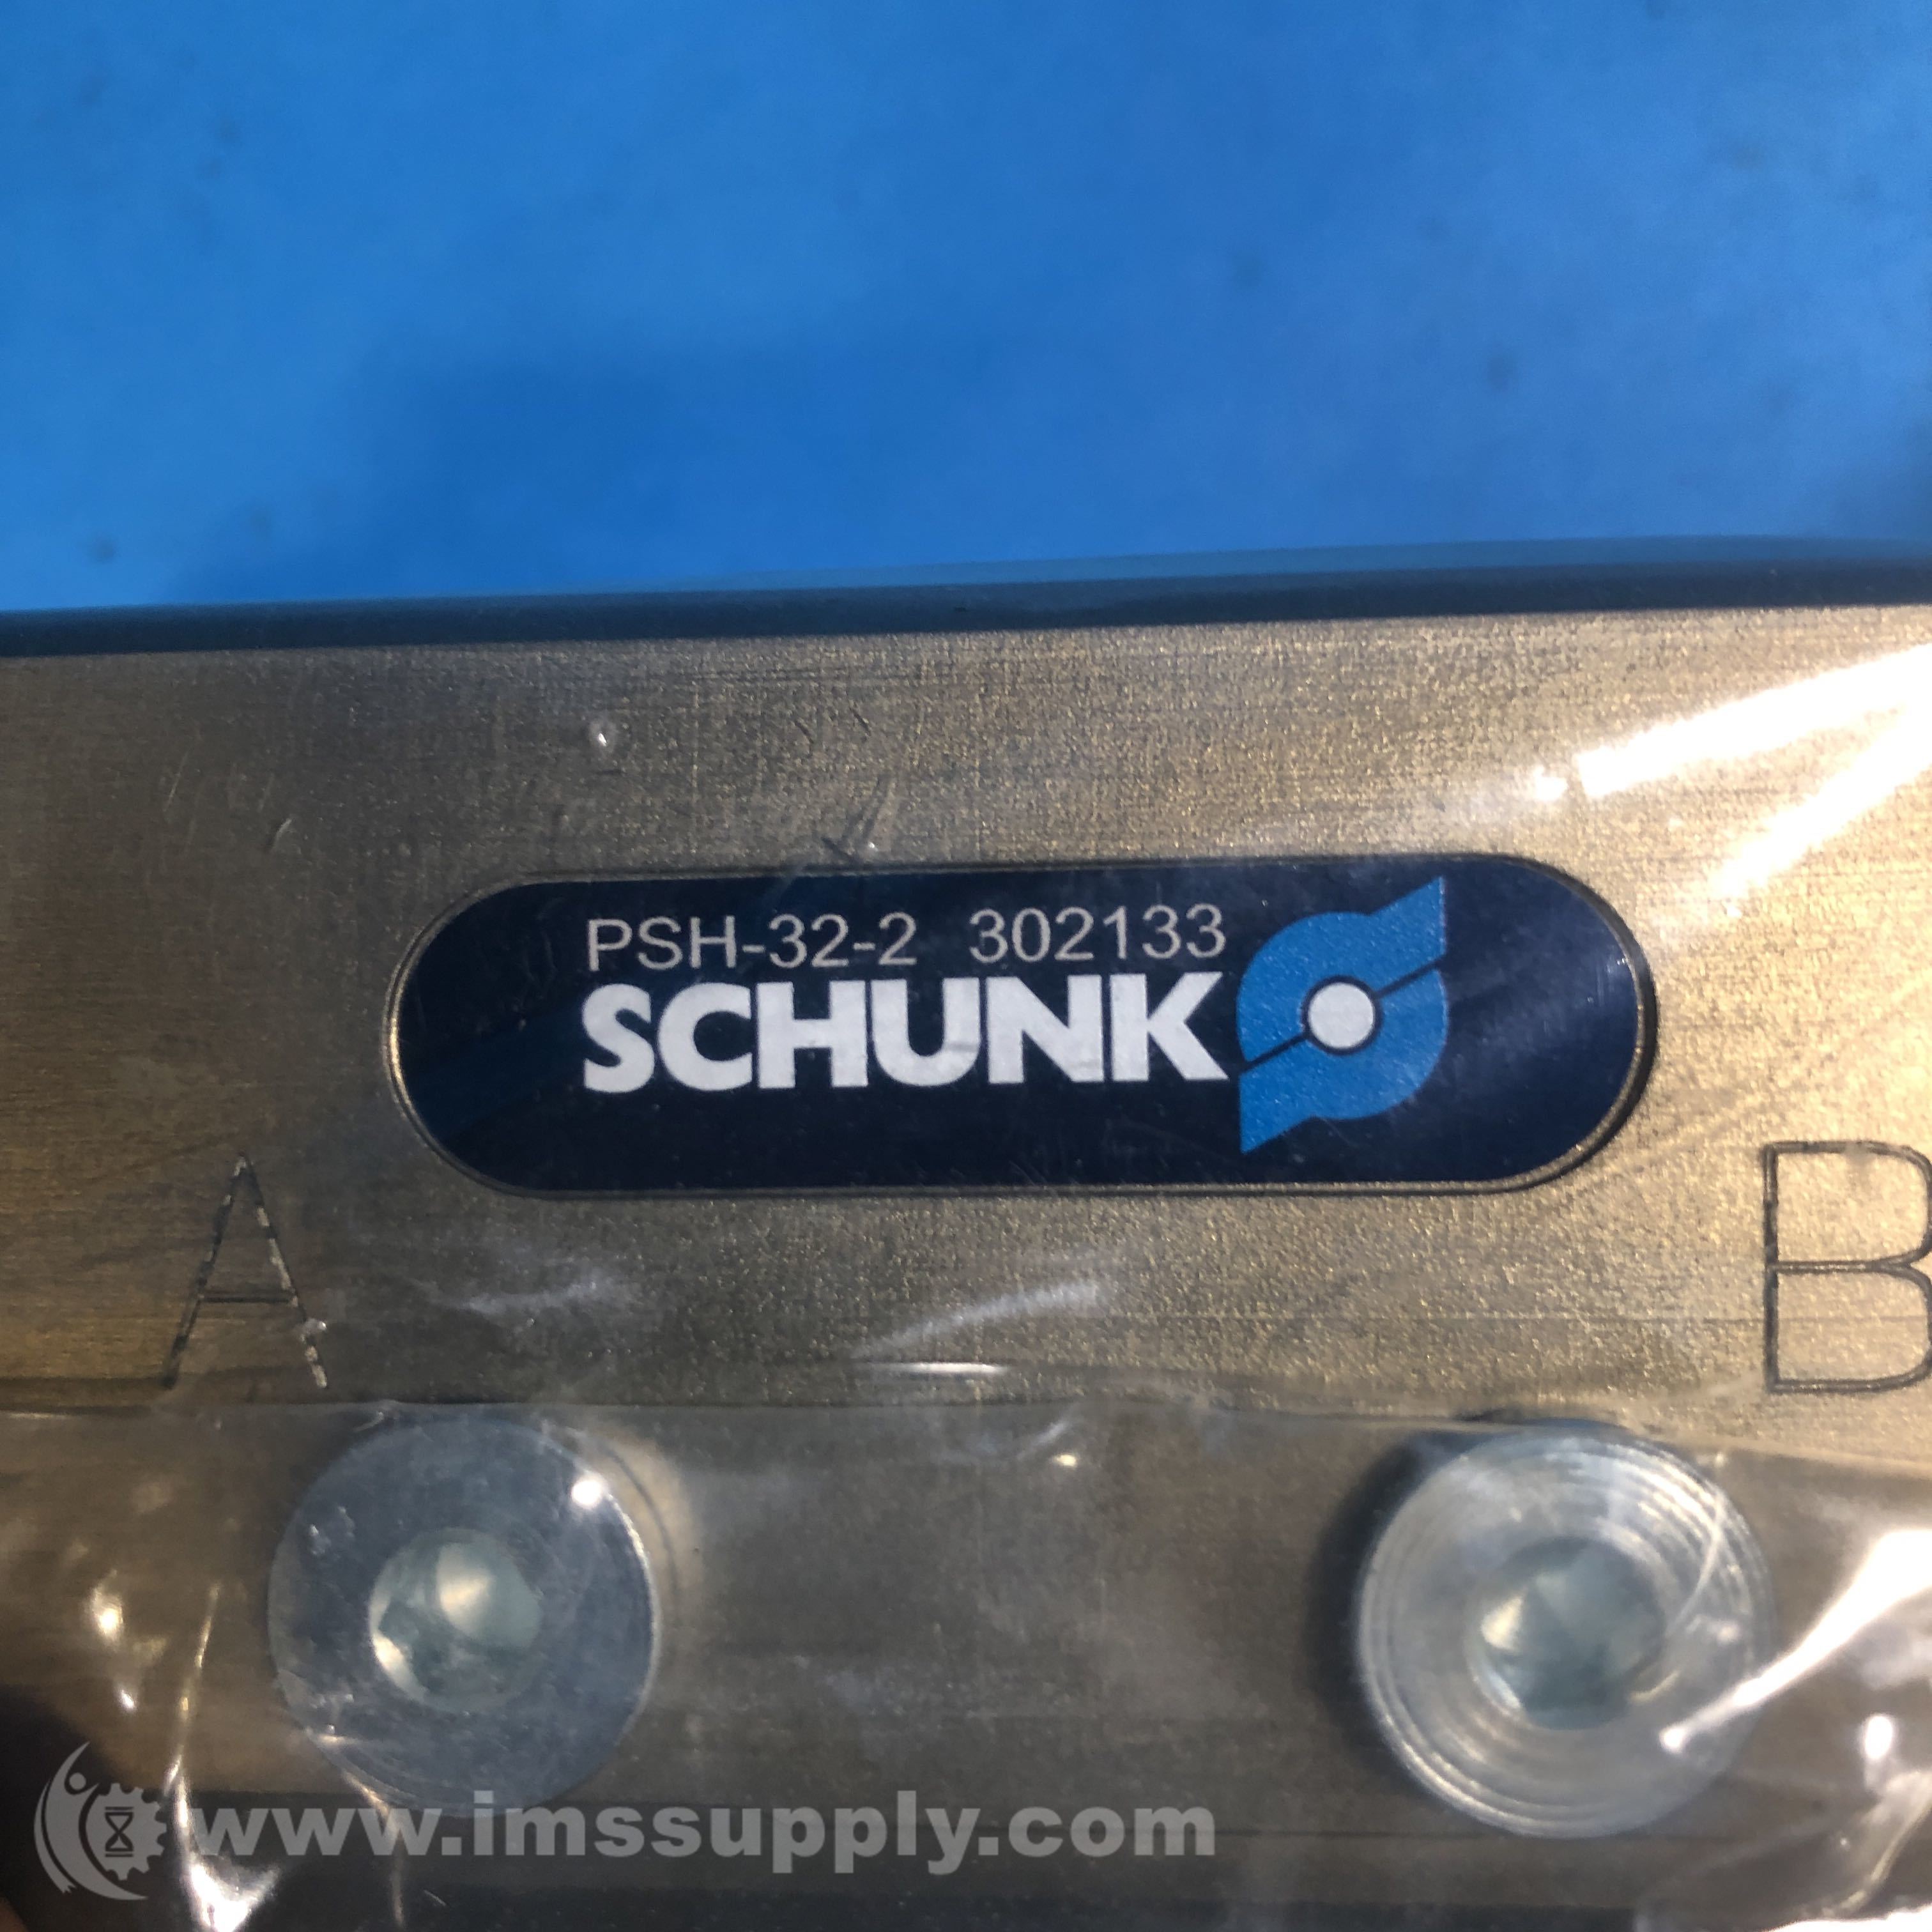 PSH-32-2 302133
SCHUNK
A
B
www.imssupply.com